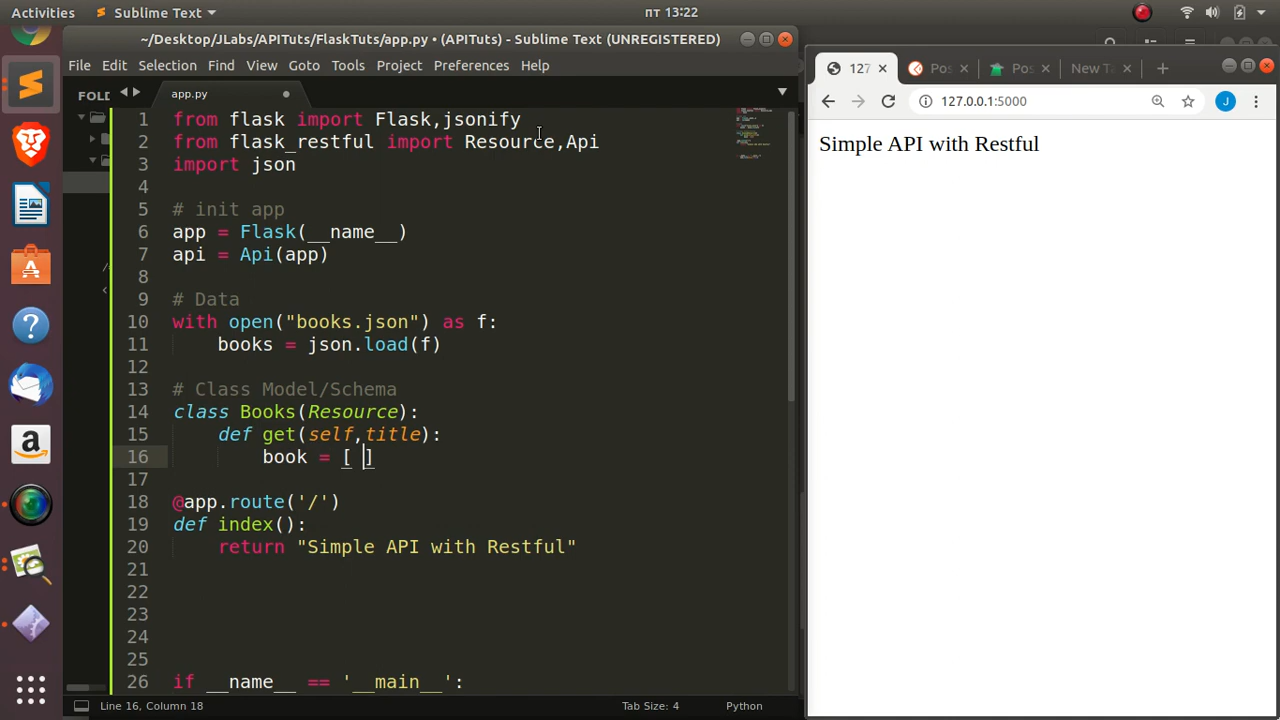 Activities
Sublime Text
пт 13:22
~/Desktop/JLabs/APITuts/FlaskTuts/app.py • (APITuts) - Sublime Text (UNREGISTERED)
File Edit Selection Find View Goto Tools Project Preferences Help
FOLD
app.py
1 from flask import Flask,jsonify
2 from flask_restful import Resource,Api
3 import json
4
5 # init app
6 app = Flask(__name__)
7 api = Api(app)
8
9 # Data
10 with open("books.json") as f:
11 books = json.load(f)
12
13 # Class Model/Schema
14 class Books(Resource):
15 def get(self,title):
16 book = [ ]
17
18 @app.route('/')
19 def index():
20 return "Simple API with Restful"
21
22
23
24
25
26 if __name__ == '__main__':
Line 16, Column 18
Tab Size: 4
Python
127
Pos
Pos
New Ta
127.0.0.1:5000
J
Simple API with Restful